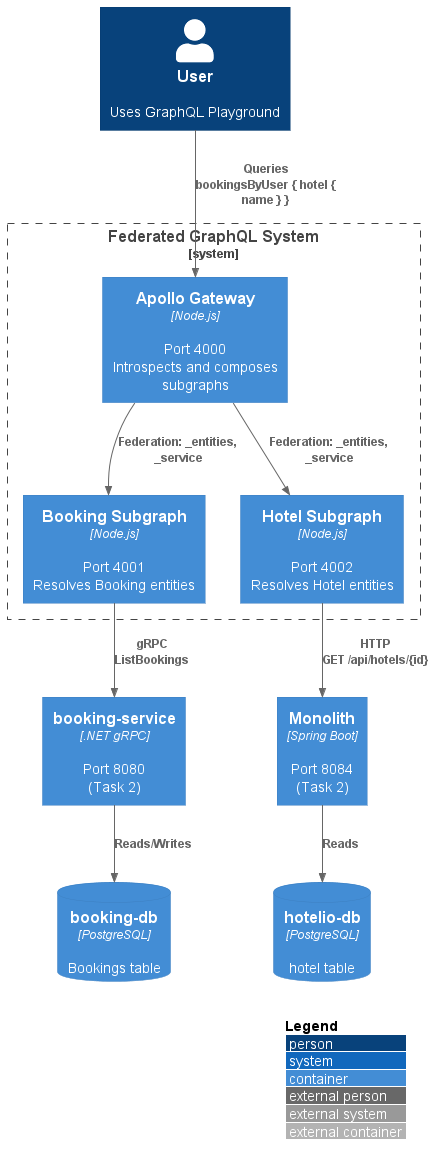 User
Uses GraphQL Playground
Queries
bookingsByUser { hotel {
name } }
Federated GraphQL System
[system]
Apollo Gateway
[Node.js]
Port 4000
Introspects and composes
subgraphs
Federation: _entities,
_service
Federation: _entities,
_service
Booking Subgraph
[Node.js]
Port 4001
Resolves Booking entities
Hotel Subgraph
[Node.js]
Port 4002
Resolves Hotel entities
gRPC
ListBookings
HTTP
GET /api/hotels/{id}
booking-service
[.NET gRPC]
Port 8080
(Task 2)
Monolith
[Spring Boot]
Port 8084
(Task 2)
Reads/Writes
Reads
booking-db
[PostgreSQL]
Bookings table
hotelio-db
[PostgreSQL]
hotel table
Legend
person
system
container
external person
external system
external container